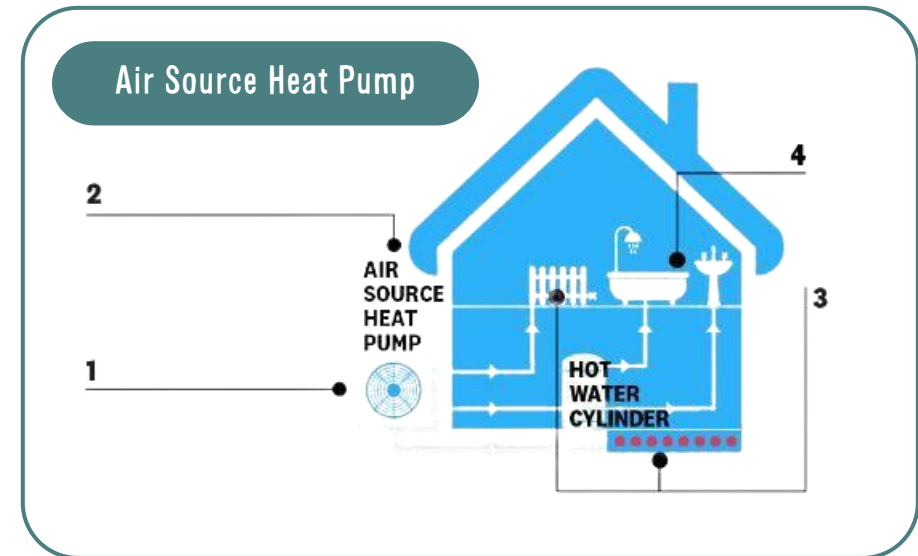 Air Source Heat Pump
4
2
AIR
SOURCE
HEAT
PUMP
3
1
HOT
WATER
CYLINDER